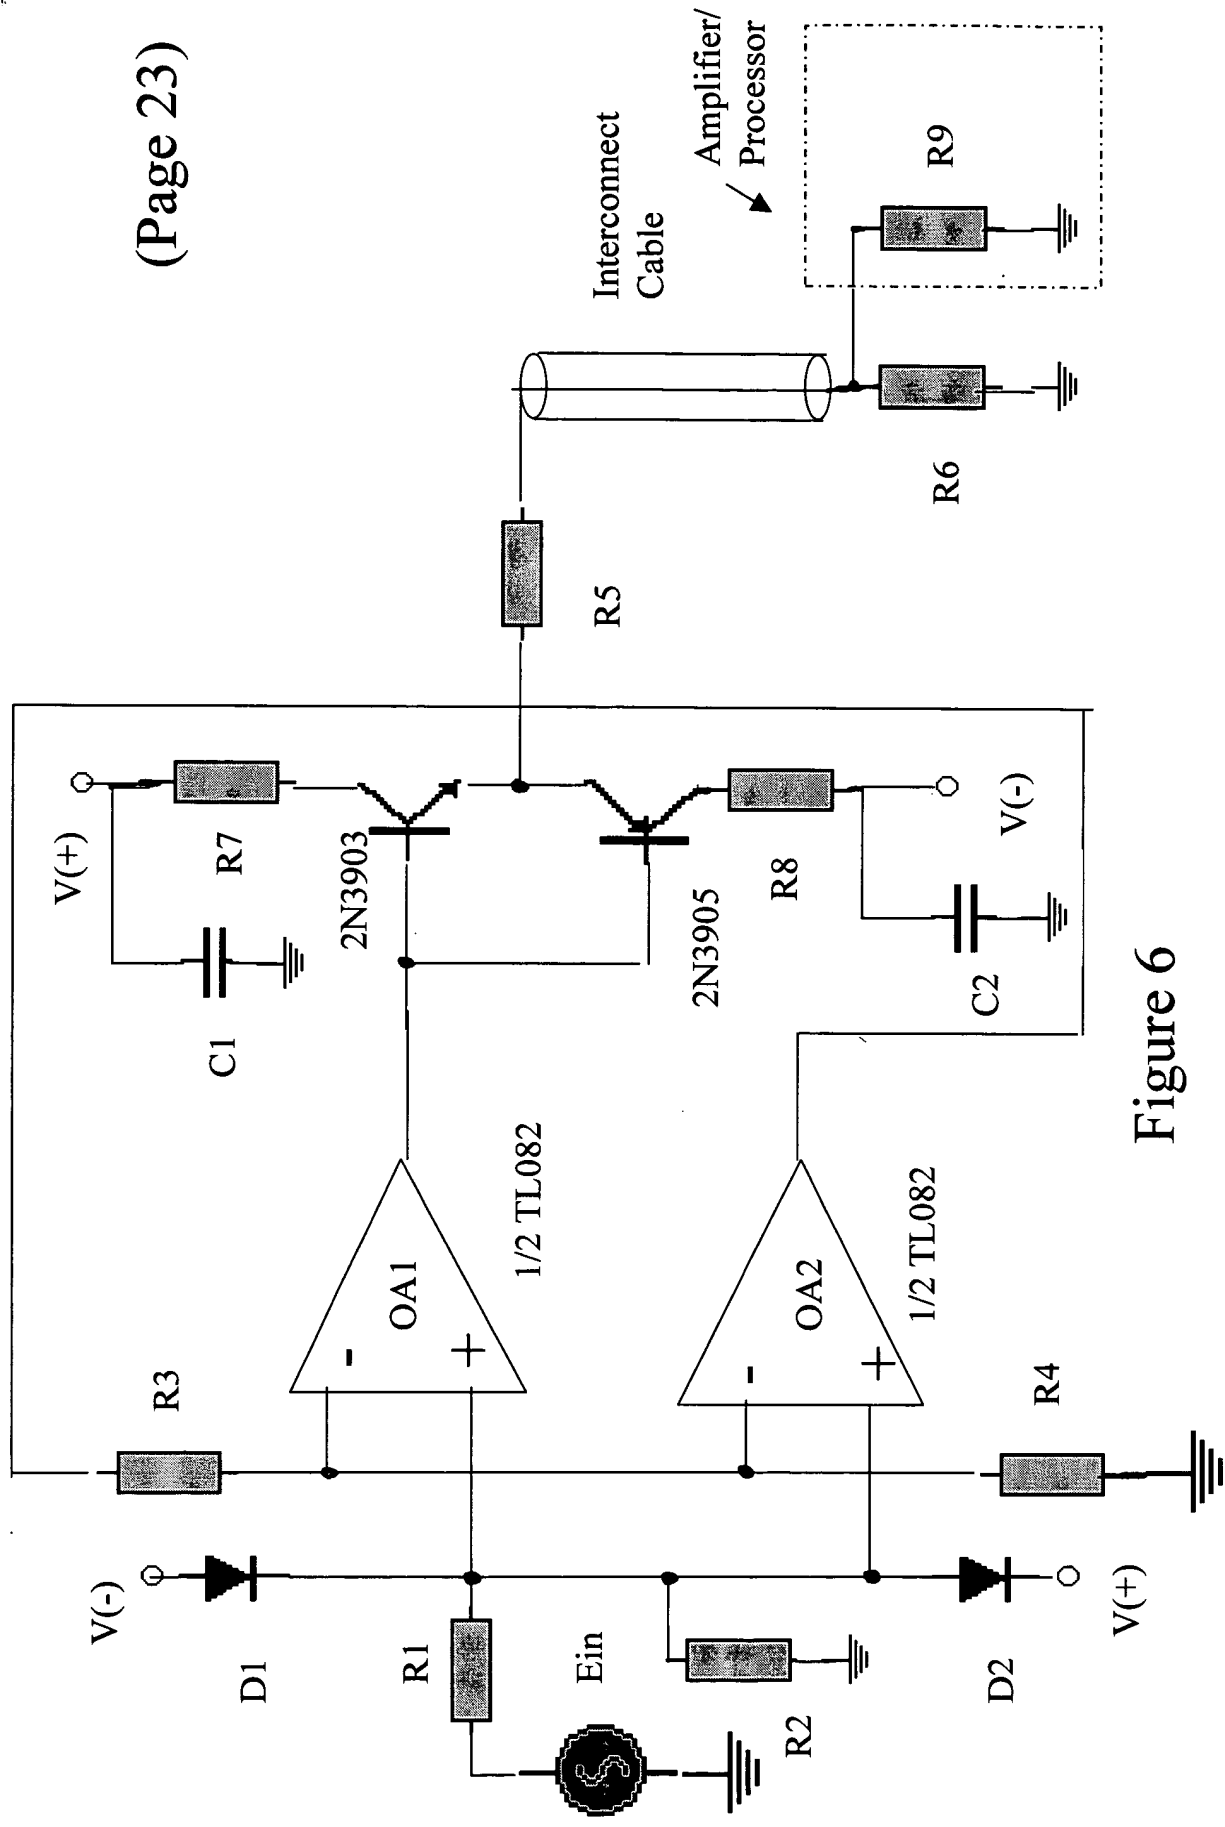 (Page 23)
Amplifier/
Processor
Interconnect
Cable
R9
R6
R5
V(+)
R7
C1
2N3903
2N3905
R8
V(-)
C2
OA1
1/2 TL082
OA2
1/2 TL082
R3
R4
V(-)
D1
R1
Ein
R2
D2
V(+)
-
+
-
+
Figure 6